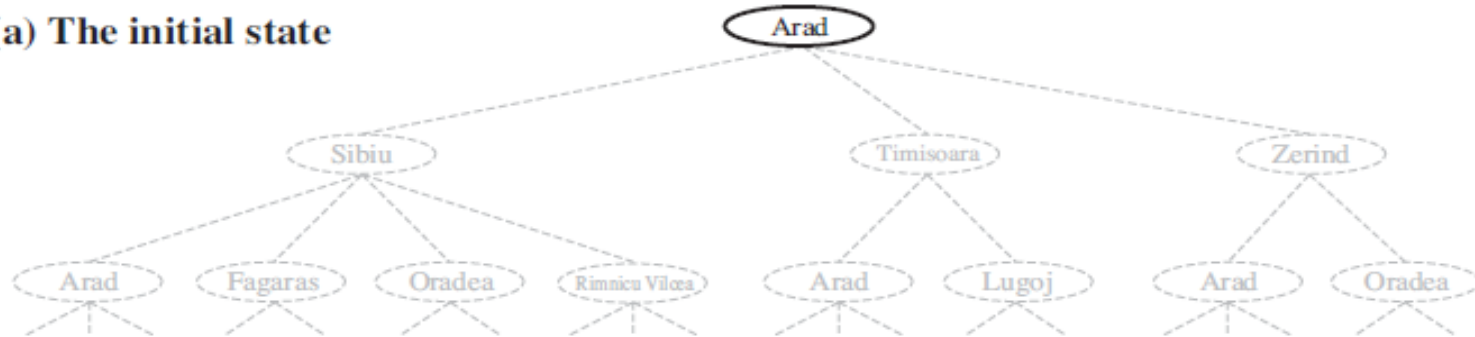 a) The initial state
Arad
Sibiu
Timisoara
Zerind
Arad
Fagaras
Oradea
Rimnicu Vilcea
Arad
Lugoj
Arad
Oradea